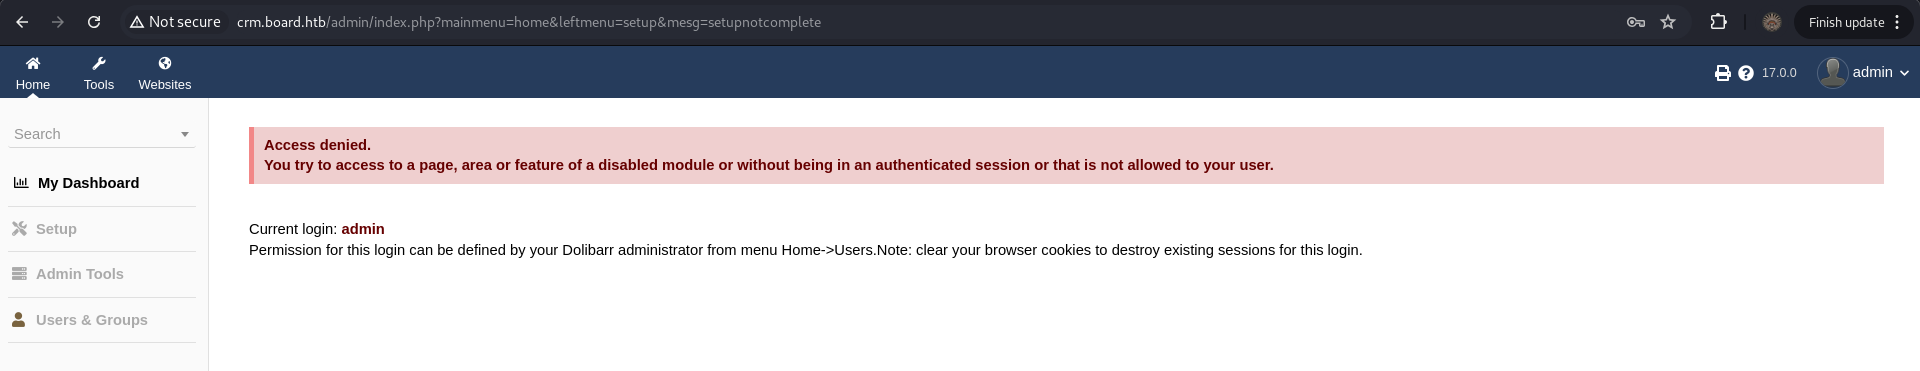 Not secure crm.board.htb/admin/index.php?mainmenu=home&leftmenu=setup&mesg=setupnotcomplete Finish update
Home Tools Websites 17.0.0 admin
Search
My Dashboard
Setup
Admin Tools
Users & Groups
Access denied.
You try to access to a page, area or feature of a disabled module or without being in an authenticated session or that is not allowed to your user.
Current login: admin
Permission for this login can be defined by your Dolibarr administrator from menu Home->Users.Note: clear your browser cookies to destroy existing sessions for this login.